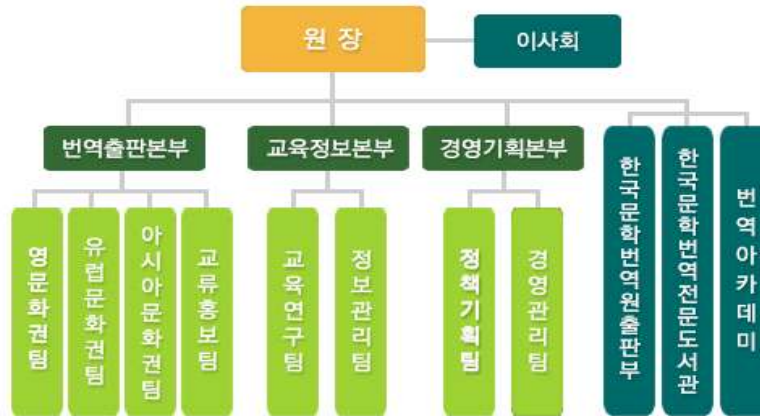 원 장
이사회
번역출판본부
교육정보본부
경영기획본부
영문화권팀
유럽문화권팀
아시아문화권팀
교류홍보팀
교육연구팀
정보관리팀
정책기획팀
경영관리팀
한국문학번역원출판부
한국문학번역전문도서관
번역아카데미